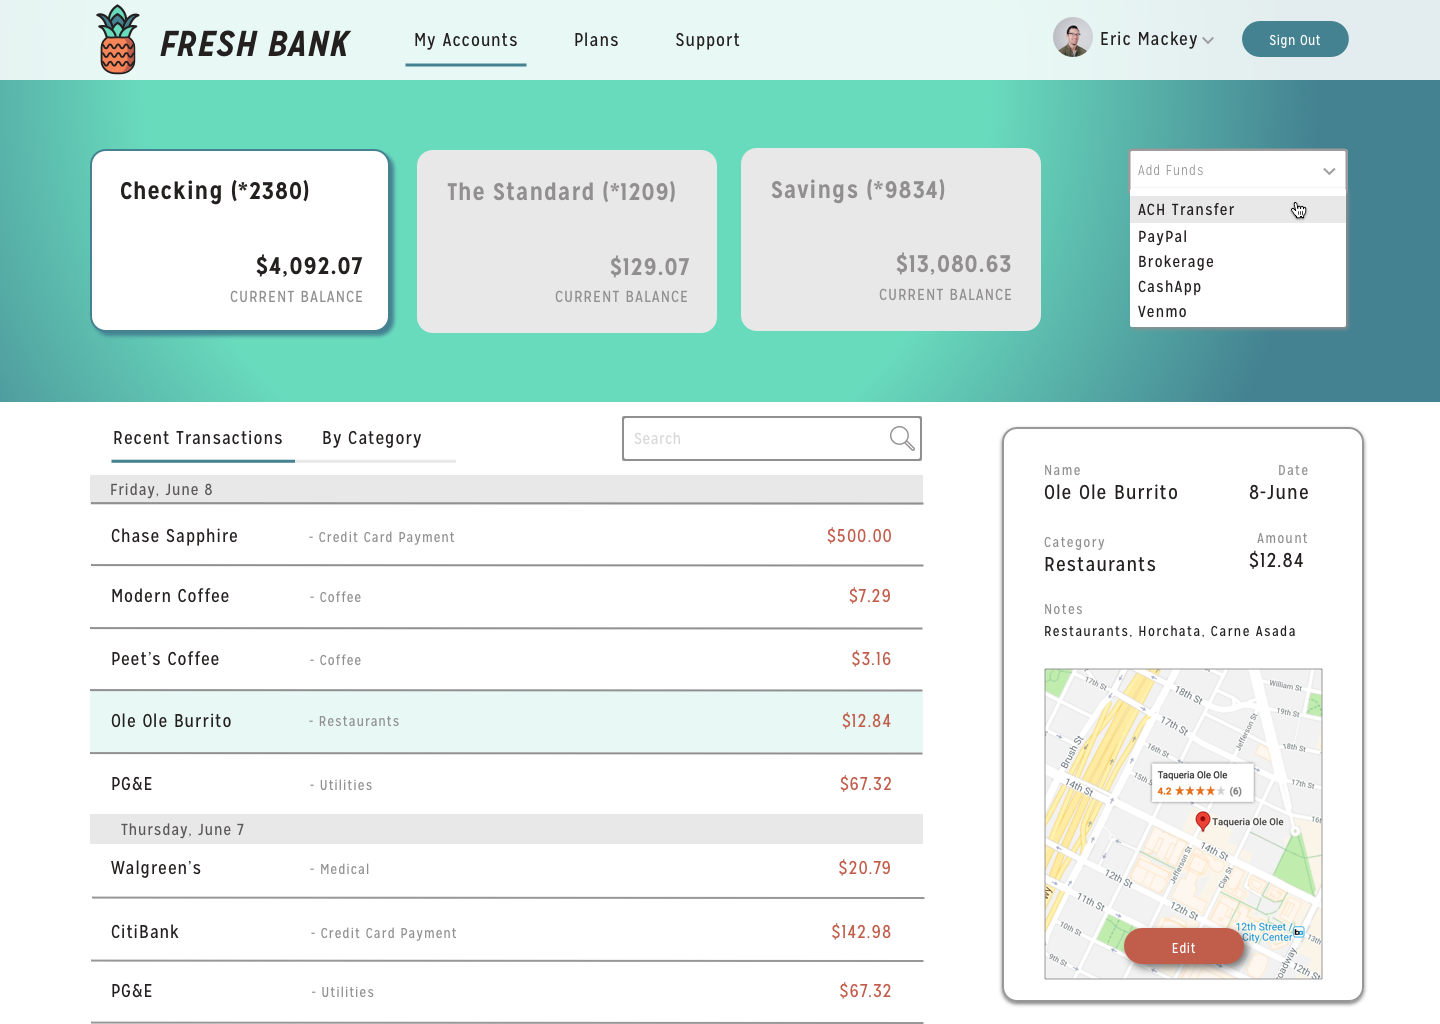 FRESH BANK
My Accounts
Plans
Support
Eric Mackey
Sign Out
Checking (*2380)
$4,092.07
CURRENT BALANCE
The Standard (*1209)
$129.07
CURRENT BALANCE
Savings (*9834)
$13,080.63
CURRENT BALANCE
Add Funds
ACH Transfer
PayPal
Brokerage
CashApp
Venmo
Recent Transactions
By Category
Search
Friday, June 8
Chase Sapphire - Credit Card Payment $500.00
Modern Coffee - Coffee $7.29
Peet's Coffee - Coffee $3.16
Ole Ole Burrito - Restaurants $12.84
PG&E - Utilities $67.32
Thursday, June 7
Walgreen's - Medical $20.79
CitiBank - Credit Card Payment $142.98
PG&E - Utilities $67.32
Name
Ole Ole Burrito
Date
8-June
Category
Restaurants
Amount
$12.84
Notes
Restaurants, Horchata, Carne Asada
17th St
18th St
William St
19th St
17th St
Jefferson St
18th St
Brush St
16th St
15th St
17th St
14th St
Taqueria Ole Ole
4.2 ★★★★★ (6)
Taqueria Ole Ole
16t
14th St
Jefferson St
Clay St
12th St
11th St
12th St
10th St
12th Street /
City Center
13th
9th St
oadway
12th St
wy
Edit